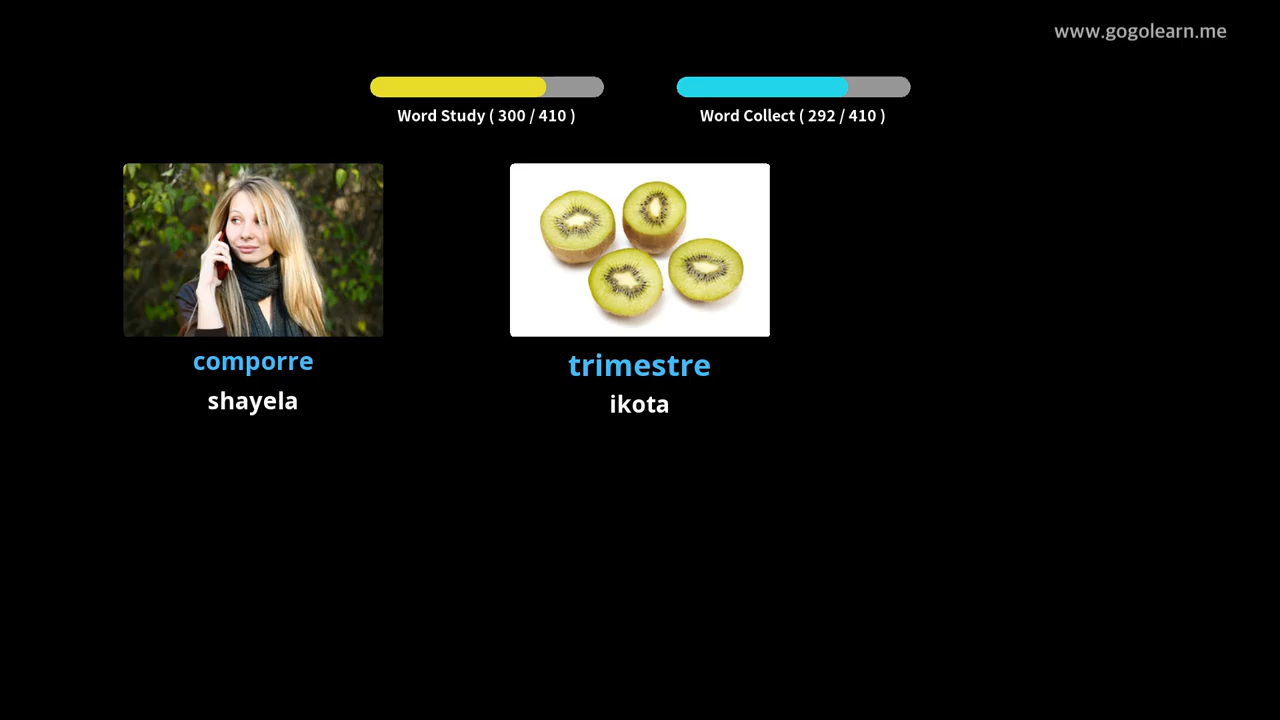 www.gogolearn.me
Word Study ( 300 / 410 )
Word Collect ( 292 / 410 )
comporre
shayela
trimestre
ikota